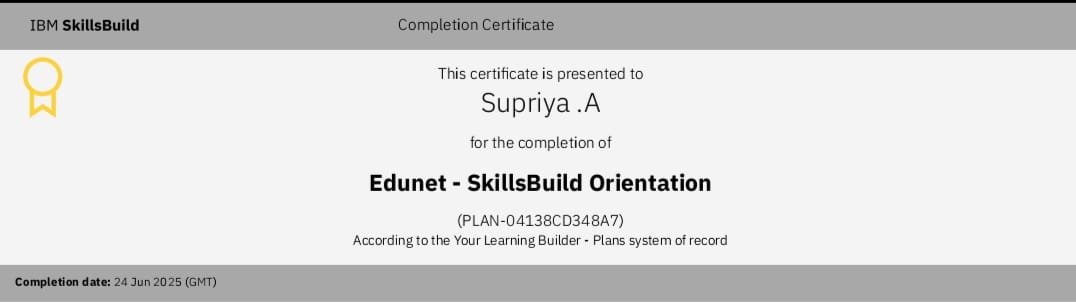 IBM SkillsBuild
Completion Certificate
This certificate is presented to
Supriya .A
for the completion of
Edunet - SkillsBuild Orientation
(PLAN-04138CD348A7)
According to the Your Learning Builder - Plans system of record
Completion date: 24 Jun 2025 (GMT)